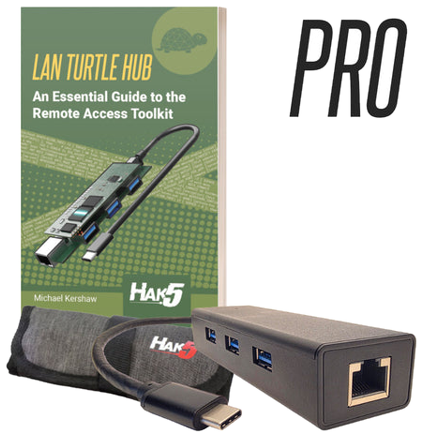 PRO
LAN TURTLE HUB
An Essential Guide to the
Remote Access Toolkit
Michael Kershaw
HAK5
HAK5